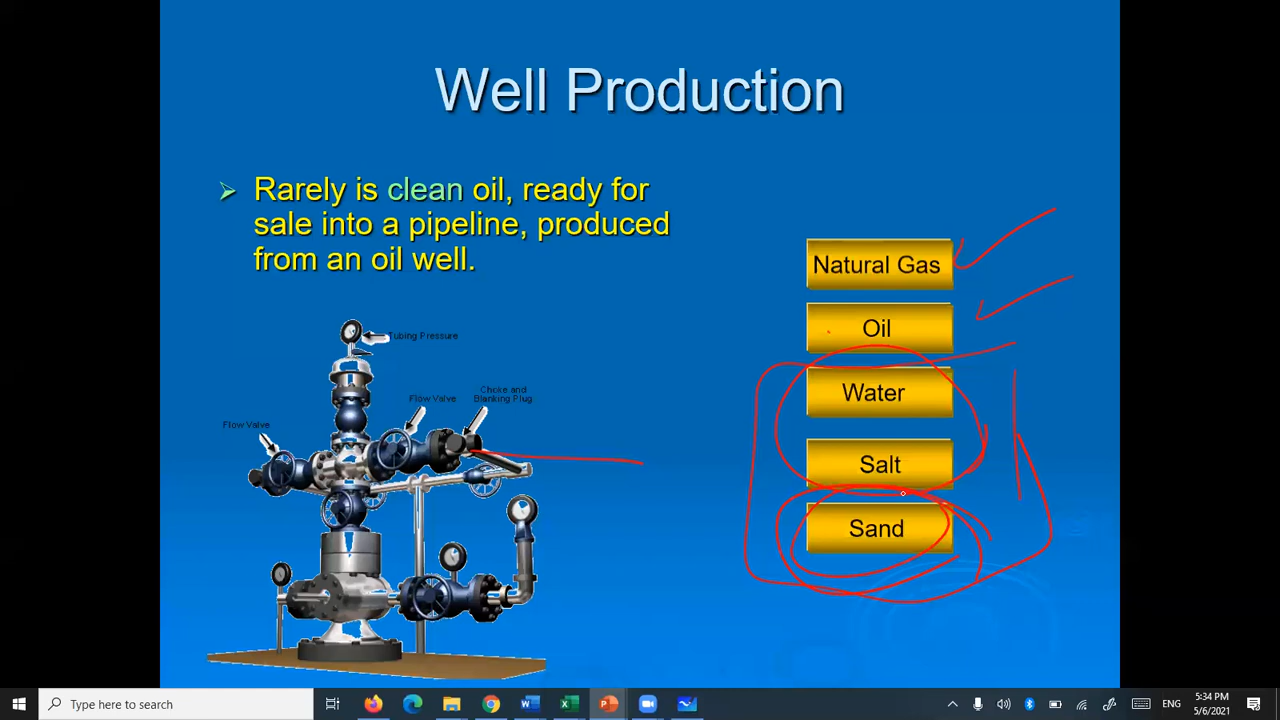 Well Production
Rarely is clean oil, ready for
sale into a pipeline, produced
from an oil well.
Natural Gas
Oil
Water
Salt
Sand
Tubing Pressure
Choke and
Blanking Plug
Flow Valve
Flow Valve
Type here to search
ENG
5:34 PM
5/6/2021